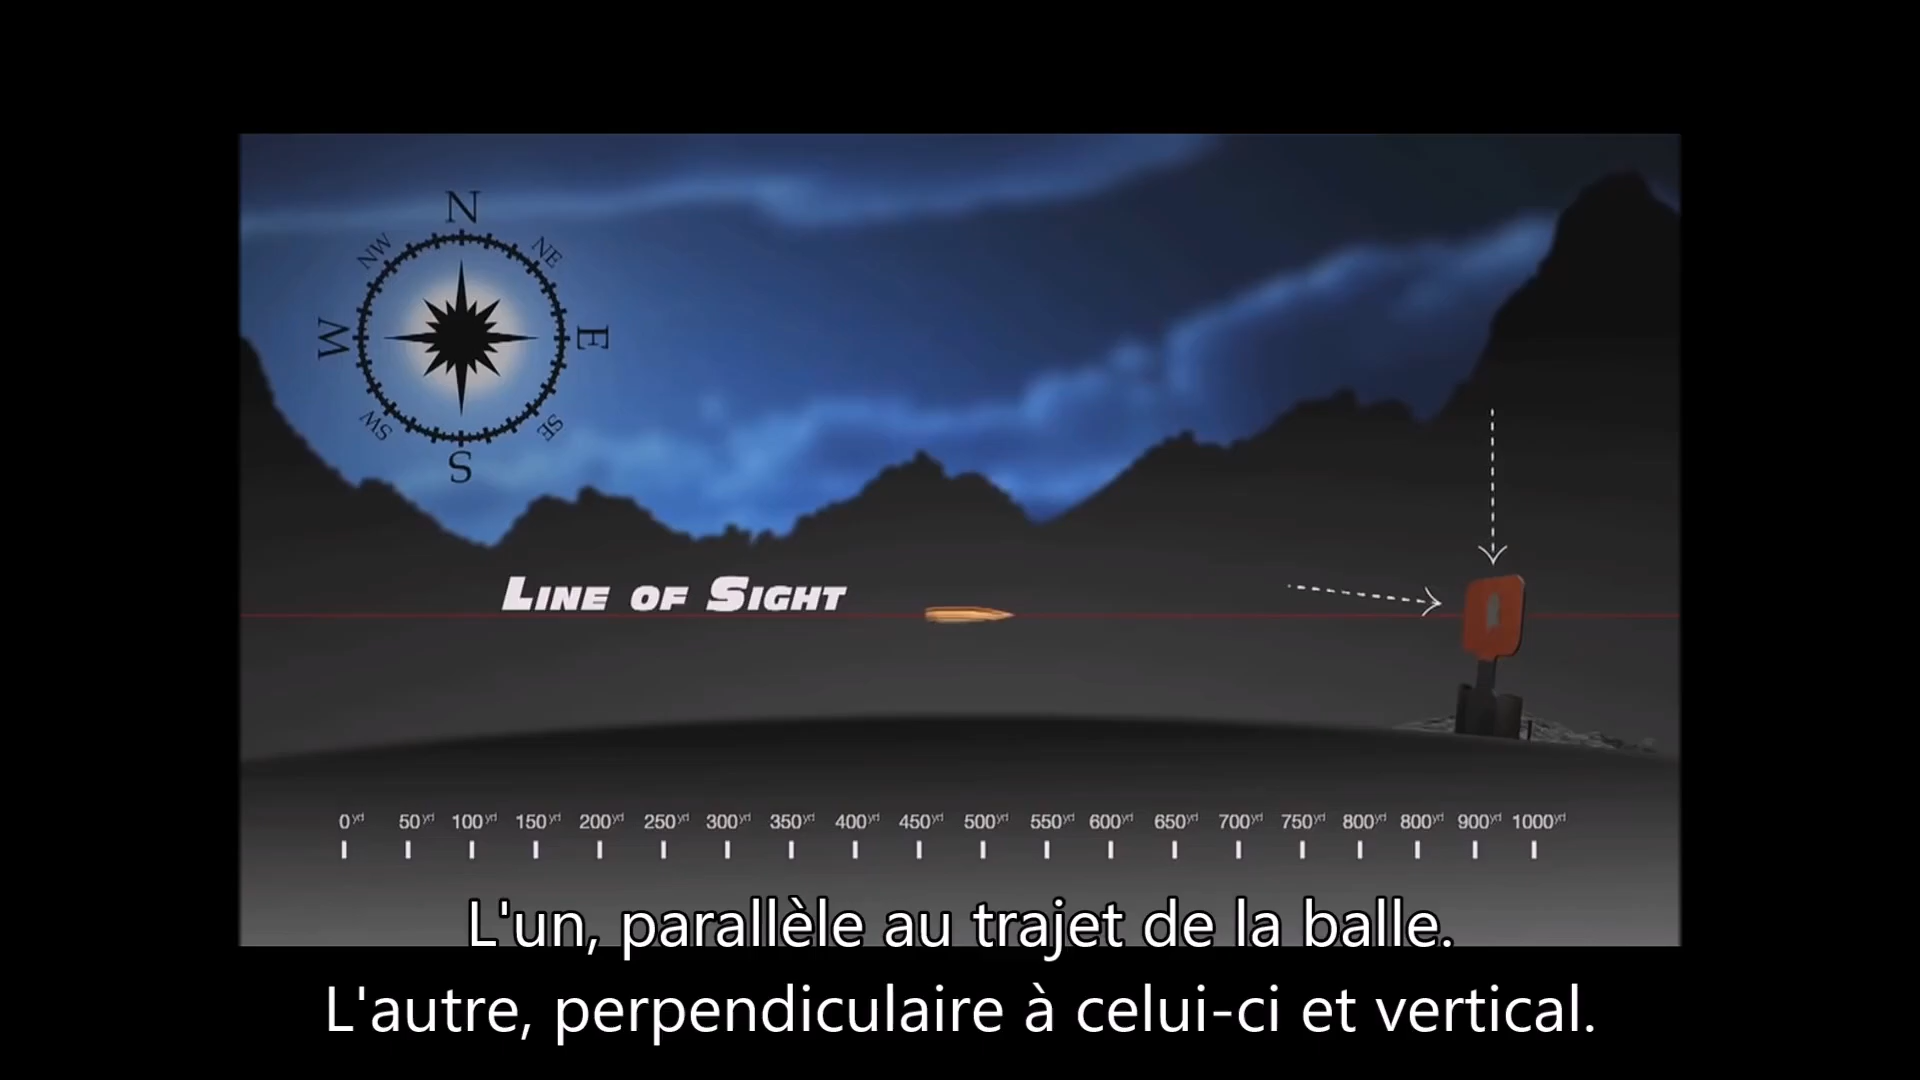 N
NW
NE
W
E
SW
SE
S
LINE OF SIGHT
0yd 50yd 100yd 150yd 200yd 250yd 300yd 350yd 400yd 450yd 500yd 550yd 600yd 650yd 700yd 750yd 800yd 800yd 900yd 1000yd
L'un, parallèle au trajet de la balle.
L'autre, perpendiculaire à celui-ci et vertical.